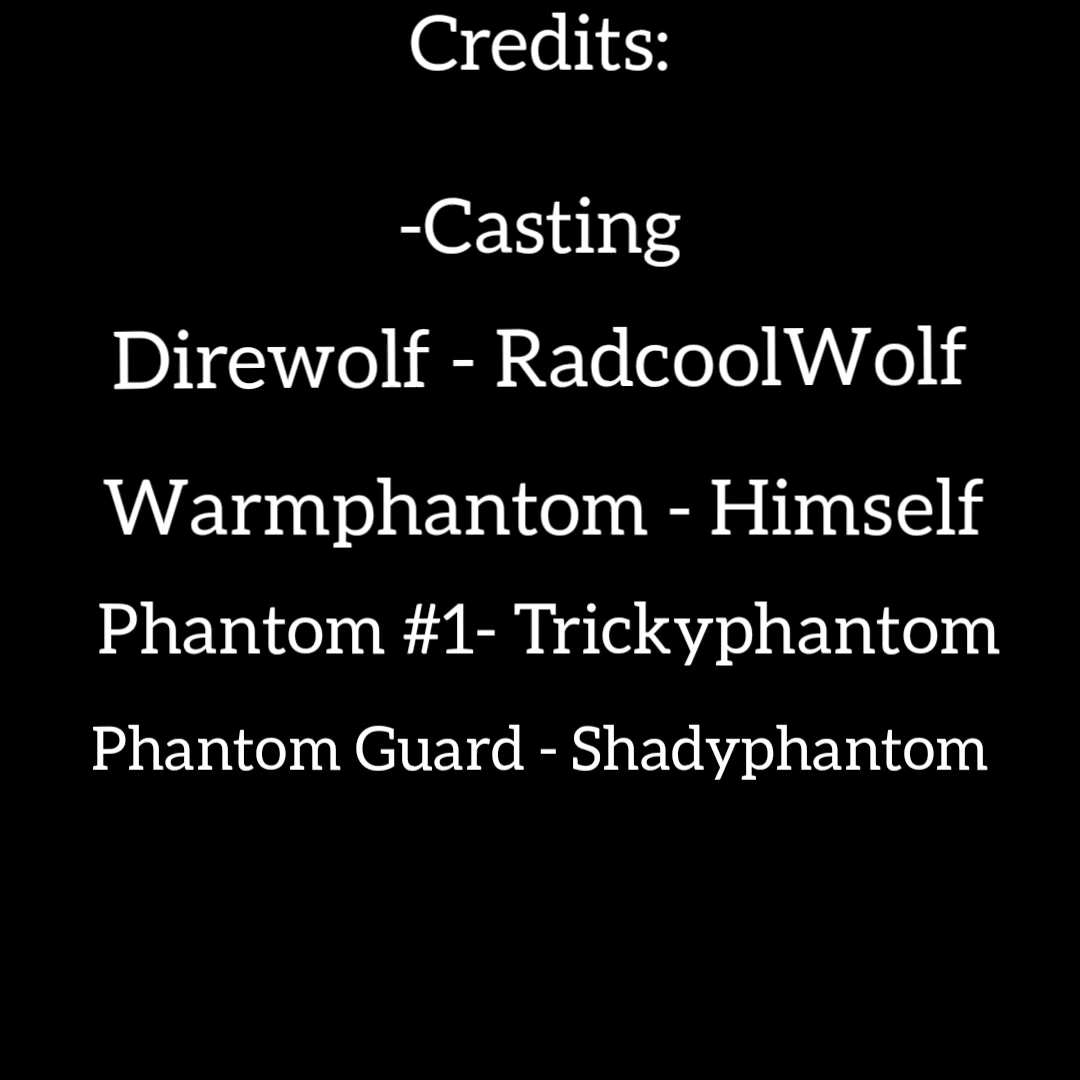 Credits:
-Casting
Direwolf - RadcoolWolf
Warmphantom - Himself
Phantom #1- Trickyphantom
Phantom Guard - Shadyphantom